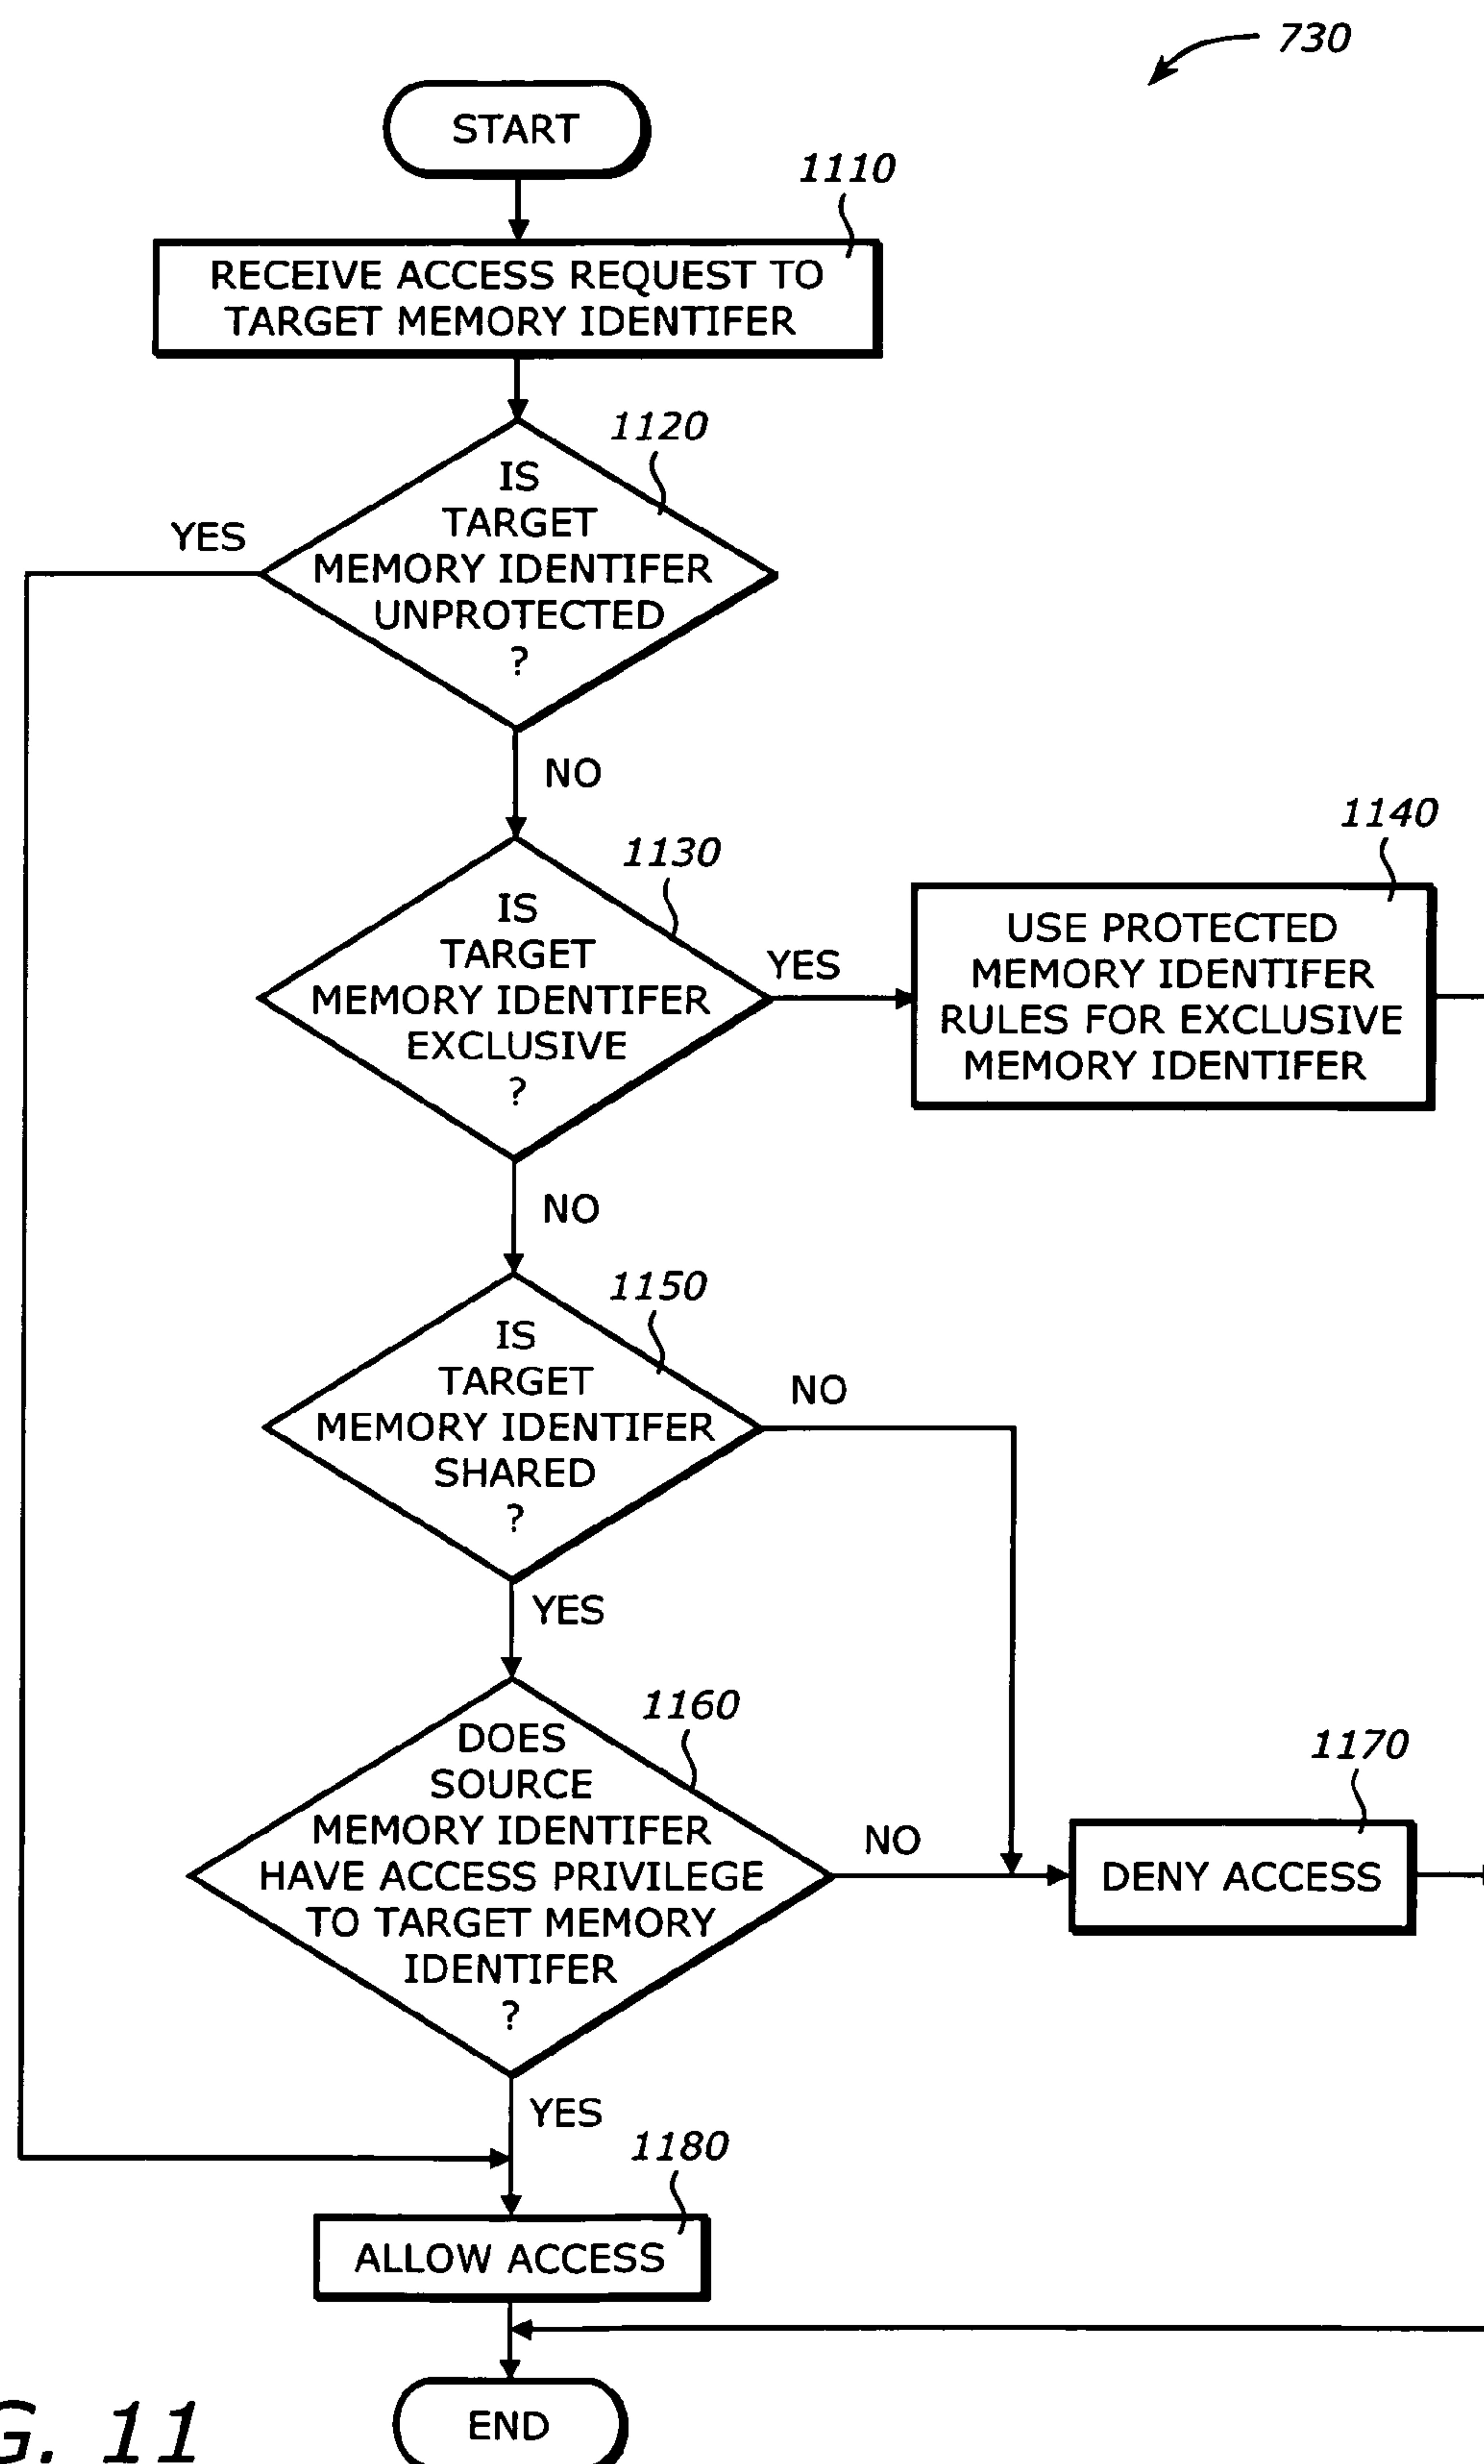 730
START
1110
RECEIVE ACCESS REQUEST TO
TARGET MEMORY IDENTIFER
1120
IS
TARGET
MEMORY IDENTIFER
UNPROTECTED
?
YES
NO
1130
IS
TARGET
MEMORY IDENTIFER
EXCLUSIVE
?
YES
1140
USE PROTECTED
MEMORY IDENTIFER
RULES FOR EXCLUSIVE
MEMORY IDENTIFER
NO
1150
IS
TARGET
MEMORY IDENTIFER
SHARED
?
NO
YES
1160
DOES
SOURCE
MEMORY IDENTIFER
HAVE ACCESS PRIVILEGE
TO TARGET MEMORY
IDENTIFER
?
NO
1170
DENY ACCESS
YES
1180
ALLOW ACCESS
END
G. 11